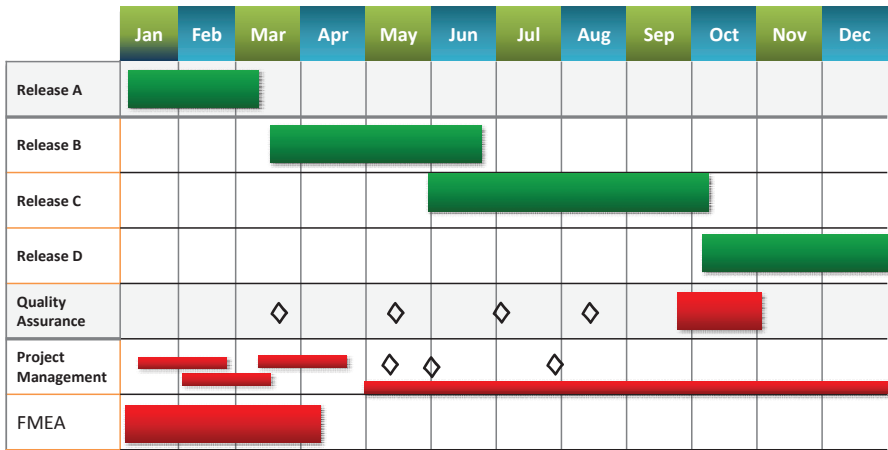 Jan Feb Mar Apr May Jun Jul Aug Sep Oct Nov Dec
Release A
Release B
Release C
Release D
Quality
Assurance
Project
Management
FMEA